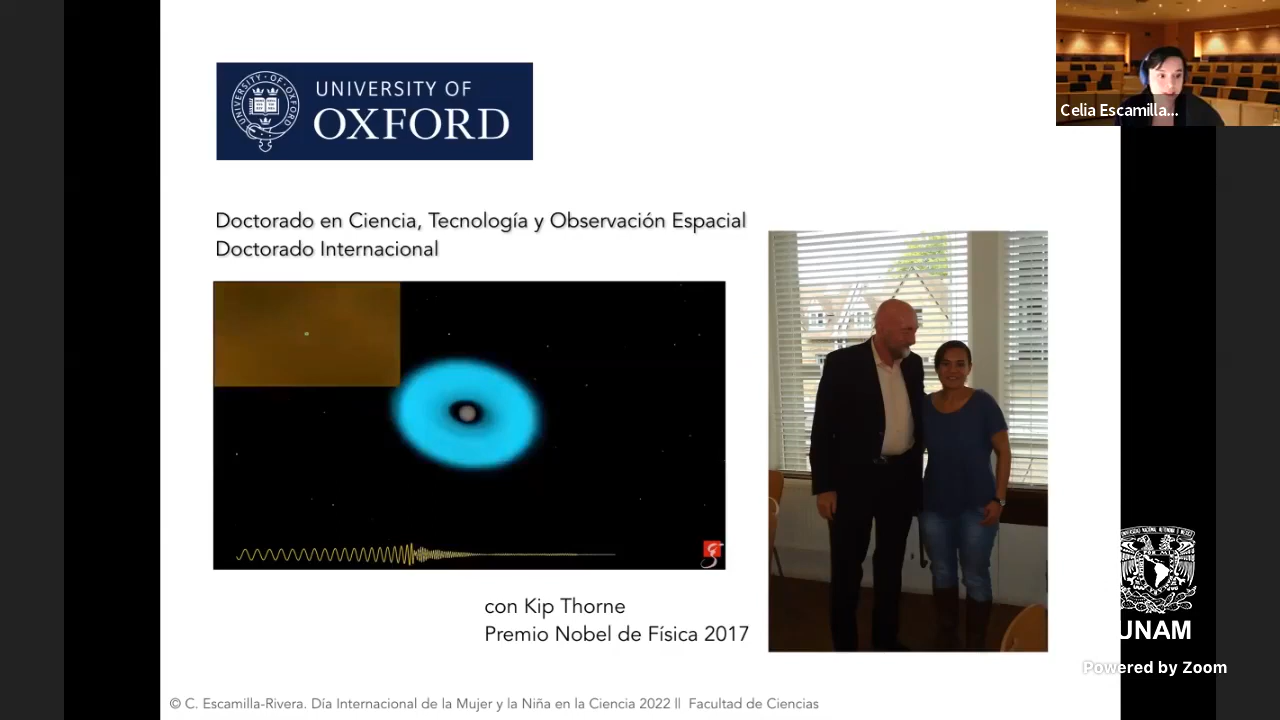 UNIVERSITY OF
OXFORD
Celia Escamilla...
Doctorado en Ciencia, Tecnología y Observación Espacial
Doctorado Internacional
con Kip Thorne
Premio Nobel de Física 2017
UNAM
Powered by Zoom
© C. Escamilla-Rivera. Día Internacional de la Mujer y la Niña en la Ciencia 2022 || Facultad de Ciencias